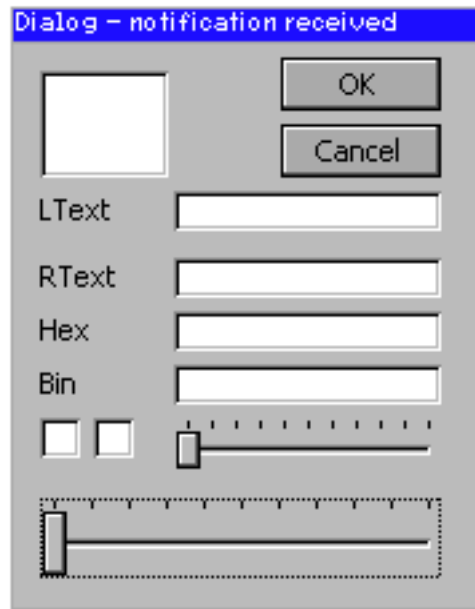 Dialog – notification received
OK
Cancel
LText
RText
Hex
Bin